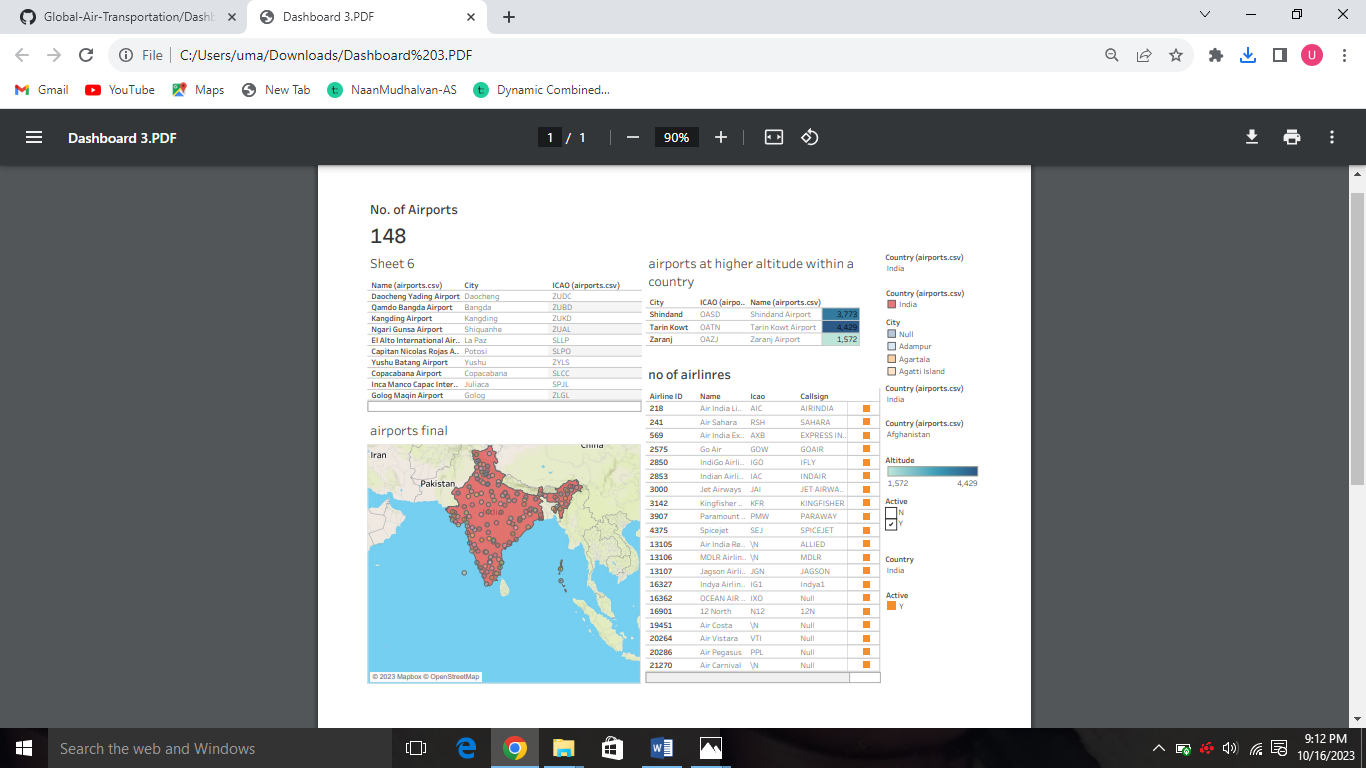 Global-Air-Transportation/Dashb
Dashboard 3.PDF
File
C:/Users/uma/Downloads/Dashboard%203.PDF
U
Gmail
YouTube
Maps
New Tab
NaanMudhalvan-AS
Dynamic Combined...
Dashboard 3.PDF
1 / 1
90%
No. of Airports
148
Sheet 6
Name (airports.csv) City ICAO (airports.csv)
Daocheng Yading Airport Daocheng ZUDC
Qamdo Bangda Airport Bangda ZUBD
Kangding Airport Kangding ZUKD
Ngari Gunsa Airport Shiquanhe ZUAL
El Alto International Air.. La Paz SLLP
Capitan Nicolas Rojas A.. Potosi SLPO
Yushu Batang Airport Yushu ZYLS
Copacabana Airport Copacabana SLCC
Inca Manco Capac Inter.. Juliaca SPJL
Golog Maqin Airport Golog ZLGL
airports final
Iran
Pakistan
China
© 2023 Mapbox © OpenStreetMap
airports at higher altitude within a
country
City ICAO (airpo.. Name (airports.csv)
Shindand OASD Shindand Airport 3,773
Tarin Kowt OATN Tarin Kowt Airport 4,429
Zaranj OAZJ Zaranj Airport 1,572
no of airlinres
Airline ID Name Icao Callsign
218 Air India Li.. AIC AIRINDIA
241 Air Sahara RSH SAHARA
569 Air India Ex.. AXB EXPRESS IN..
2575 Go Air GOW GOAIR
2850 IndiGo Airli.. IGO IFLY
2853 Indian Airli.. IAC INDAIR
3000 Jet Airways JAI JET AIRWA..
3142 Kingfisher .. KFR KINGFISHER
3907 Paramount .. PMW PARAWAY
4375 Spicejet SEJ SPICEJET
13105 Air India Re.. \N ALLIED
13106 MDLR Airlin.. \N MDLR
13107 Jagson Airli.. JGN JAGSON
16327 Indya Airlin.. IG1 Indya1
16362 OCEAN AIR .. IXO Null
16901 12 North N12 12N
19451 Air Costa \N Null
20264 Air Vistara VTI Null
20286 Air Pegasus PPL Null
21270 Air Carnival \N Null
Country (airports.csv)
India
Country (airports.csv)
India
City
Null
Adampur
Agartala
Agatti Island
Country (airports.csv)
India
Country (airports.csv)
Afghanistan
Altitude
1,572 4,429
Active
N
Y
Country
India
Active
Y
Search the web and Windows
9:12 PM
10/16/2023